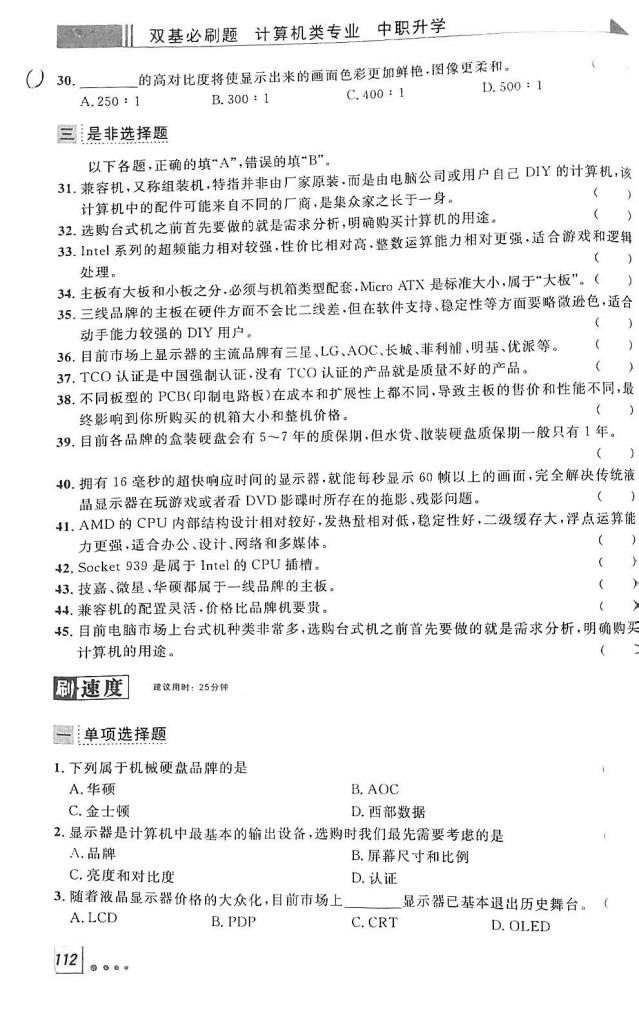 双基必刷题 计算机类专业 中职升学
( ) 30. ________的高对比度将使显示出来的画面色彩更加鲜艳,图像更柔和。 (
A. 250∶1 B. 300∶1 C. 400∶1 D. 500∶1
三 是非选择题
以下各题,正确的填“A”,错误的填“B”。
31. 兼容机,又称组装机,特指并非由厂家原装,而是由电脑公司或用户自己 DIY 的计算机,该
计算机中的配件可能来自不同的厂商,是集众家之长于一身。 ( )
32. 选购台式机之前首先要做的就是需求分析,明确购买计算机的用途。 ( )
33. Intel 系列的超频能力相对较强,性价比相对高,整数运算能力相对更强,适合游戏和逻辑
处理。 ( )
34. 主板有大板和小板之分,必须与机箱类型配套,Micro ATX 是标准大小,属于“大板”。 ( )
35. 三线品牌的主板在硬件方面不会比二线差,但在软件支持、稳定性等方面要略微逊色,适合
动手能力较强的 DIY 用户。 ( )
36. 目前市场上显示器的主流品牌有三星、LG、AOC、长城、菲利浦、明基、优派等。 ( )
37. TCO 认证是中国强制认证,没有 TCO 认证的产品就是质量不好的产品。 ( )
38. 不同板型的 PCB(印制电路板)在成本和扩展性上都不同,导致主板的售价和性能不同,最
终影响到你所购买的机箱大小和整机价格。 ( )
39. 目前各品牌的盒装硬盘会有 5~7 年的质保期,但水货、散装硬盘质保期一般只有 1 年。
( )
40. 拥有 16 毫秒的超快响应时间的显示器,就能每秒显示 60 帧以上的画面,完全解决传统液
晶显示器在玩游戏或者看 DVD 影碟时所存在的拖影、残影问题。 ( )
41. AMD 的 CPU 内部结构设计相对较好,发热量相对低,稳定性好,二级缓存大,浮点运算能
力更强,适合办公、设计、网络和多媒体。 ( )
42. Socket 939 是属于 Intel 的 CPU 插槽。 ( )
43. 技嘉、微星、华硕都属于一线品牌的主板。 ( )
44. 兼容机的配置灵活,价格比品牌机要贵。 ( )
45. 目前电脑市场上台式机种类非常多,选购台式机之前首先要做的就是需求分析,明确购买
计算机的用途。 ( )
刷速度 建议用时:25分钟
一 单项选择题
1. 下列属于机械硬盘品牌的是 (
A. 华硕 B. AOC
C. 金士顿 D. 西部数据
2. 显示器是计算机中最基本的输出设备,选购时我们最先需要考虑的是 (
A. 品牌 B. 屏幕尺寸和比例
C. 亮度和对比度 D. 认证
3. 随着液晶显示器价格的大众化,目前市场上________显示器已基本退出历史舞台。 (
A. LCD B. PDP C. CRT D. OLED
112